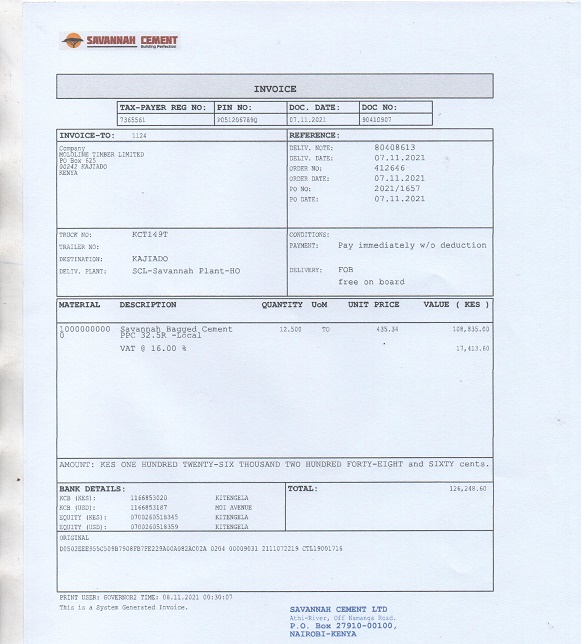 SAVANNAH CEMENT
Building Perfection
INVOICE
TAX-PAYER REG NO: PIN NO: DOC. DATE: DOC NO:
7365561 P051206769Q 07.11.2021 90410907
INVOICE-TO: 1124 REFERENCE:
Company
MOLOLINE TIMBER LIMITED
PO Box 625
00242 KAJIADO
KENYA
DELIV. NOTE: 80408613
DELIV. DATE: 07.11.2021
ORDER NO: 412646
ORDER DATE: 07.11.2021
PO NO: 2021/1657
PO DATE: 07.11.2021
TRUCK NO: KCT149T
TRAILER NO:
DESTINATION: KAJIADO
DELIV. PLANT: SCL-Savannah Plant-HO
CONDITIONS:
PAYMENT: Pay immediately w/o deduction
DELIVERY: FOB
free on board
MATERIAL DESCRIPTION QUANTITY UoM UNIT PRICE VALUE ( KES )
1000000000 Savannah Bagged Cement 12.500 TO 435.34 108,835.00
0 PPC 32.5R -Local
VAT @ 16.00 % 17,413.60
AMOUNT: KES ONE HUNDRED TWENTY-SIX THOUSAND TWO HUNDRED FORTY-EIGHT and SIXTY cents.
BANK DETAILS: TOTAL: 126,248.60
KCB (KES): 1166853020 KITENGELA
KCB (USD): 1166853187 MOI AVENUE
EQUITY (KES): 0700260518345 KITENGELA
EQUITY (USD): 0700260518359 KITENGELA
ORIGINAL
0204 00009031 2111072219
PRINT USER: GOVERNOR2 TIME: 08.11.2021 00:30:07
This is a System Generated Invoice.
SAVANNAH CEMENT LTD
Athi-River, Off Namanga Road.
P.O. Box 27910-00100,
NAIROBI-KENYA